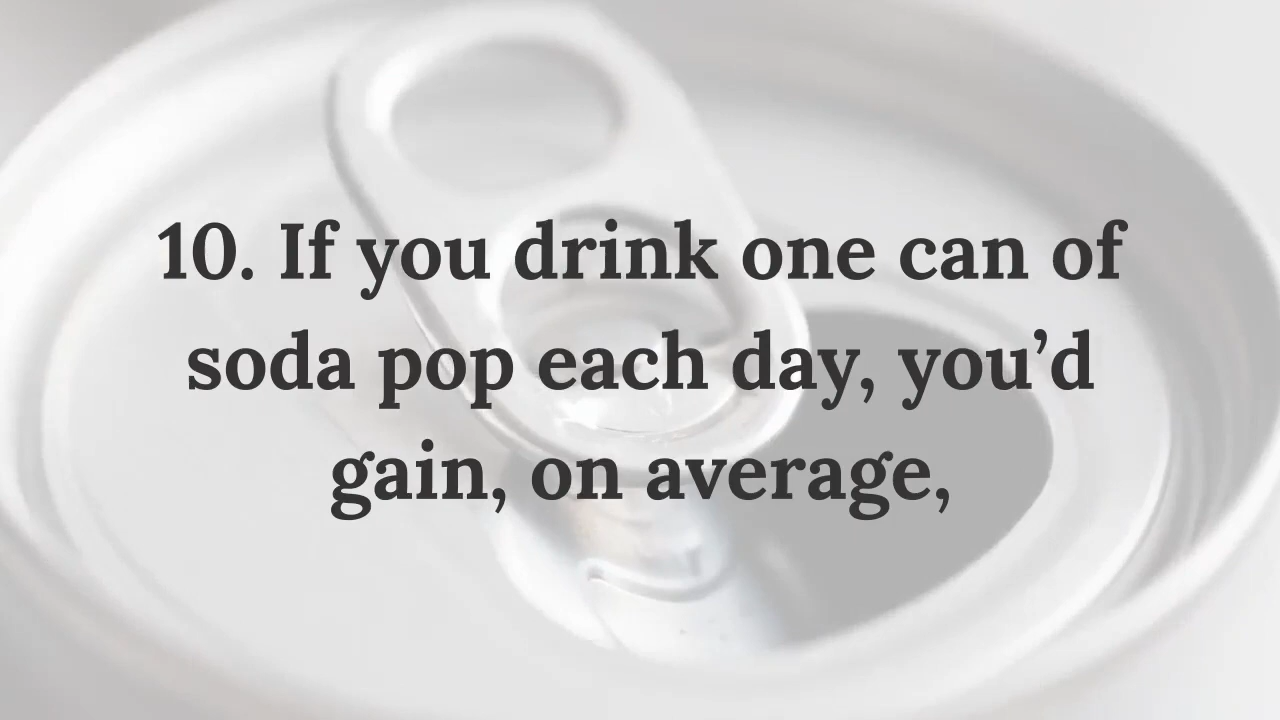 10. If you drink one can of
soda pop each day, you’d
gain, on average,